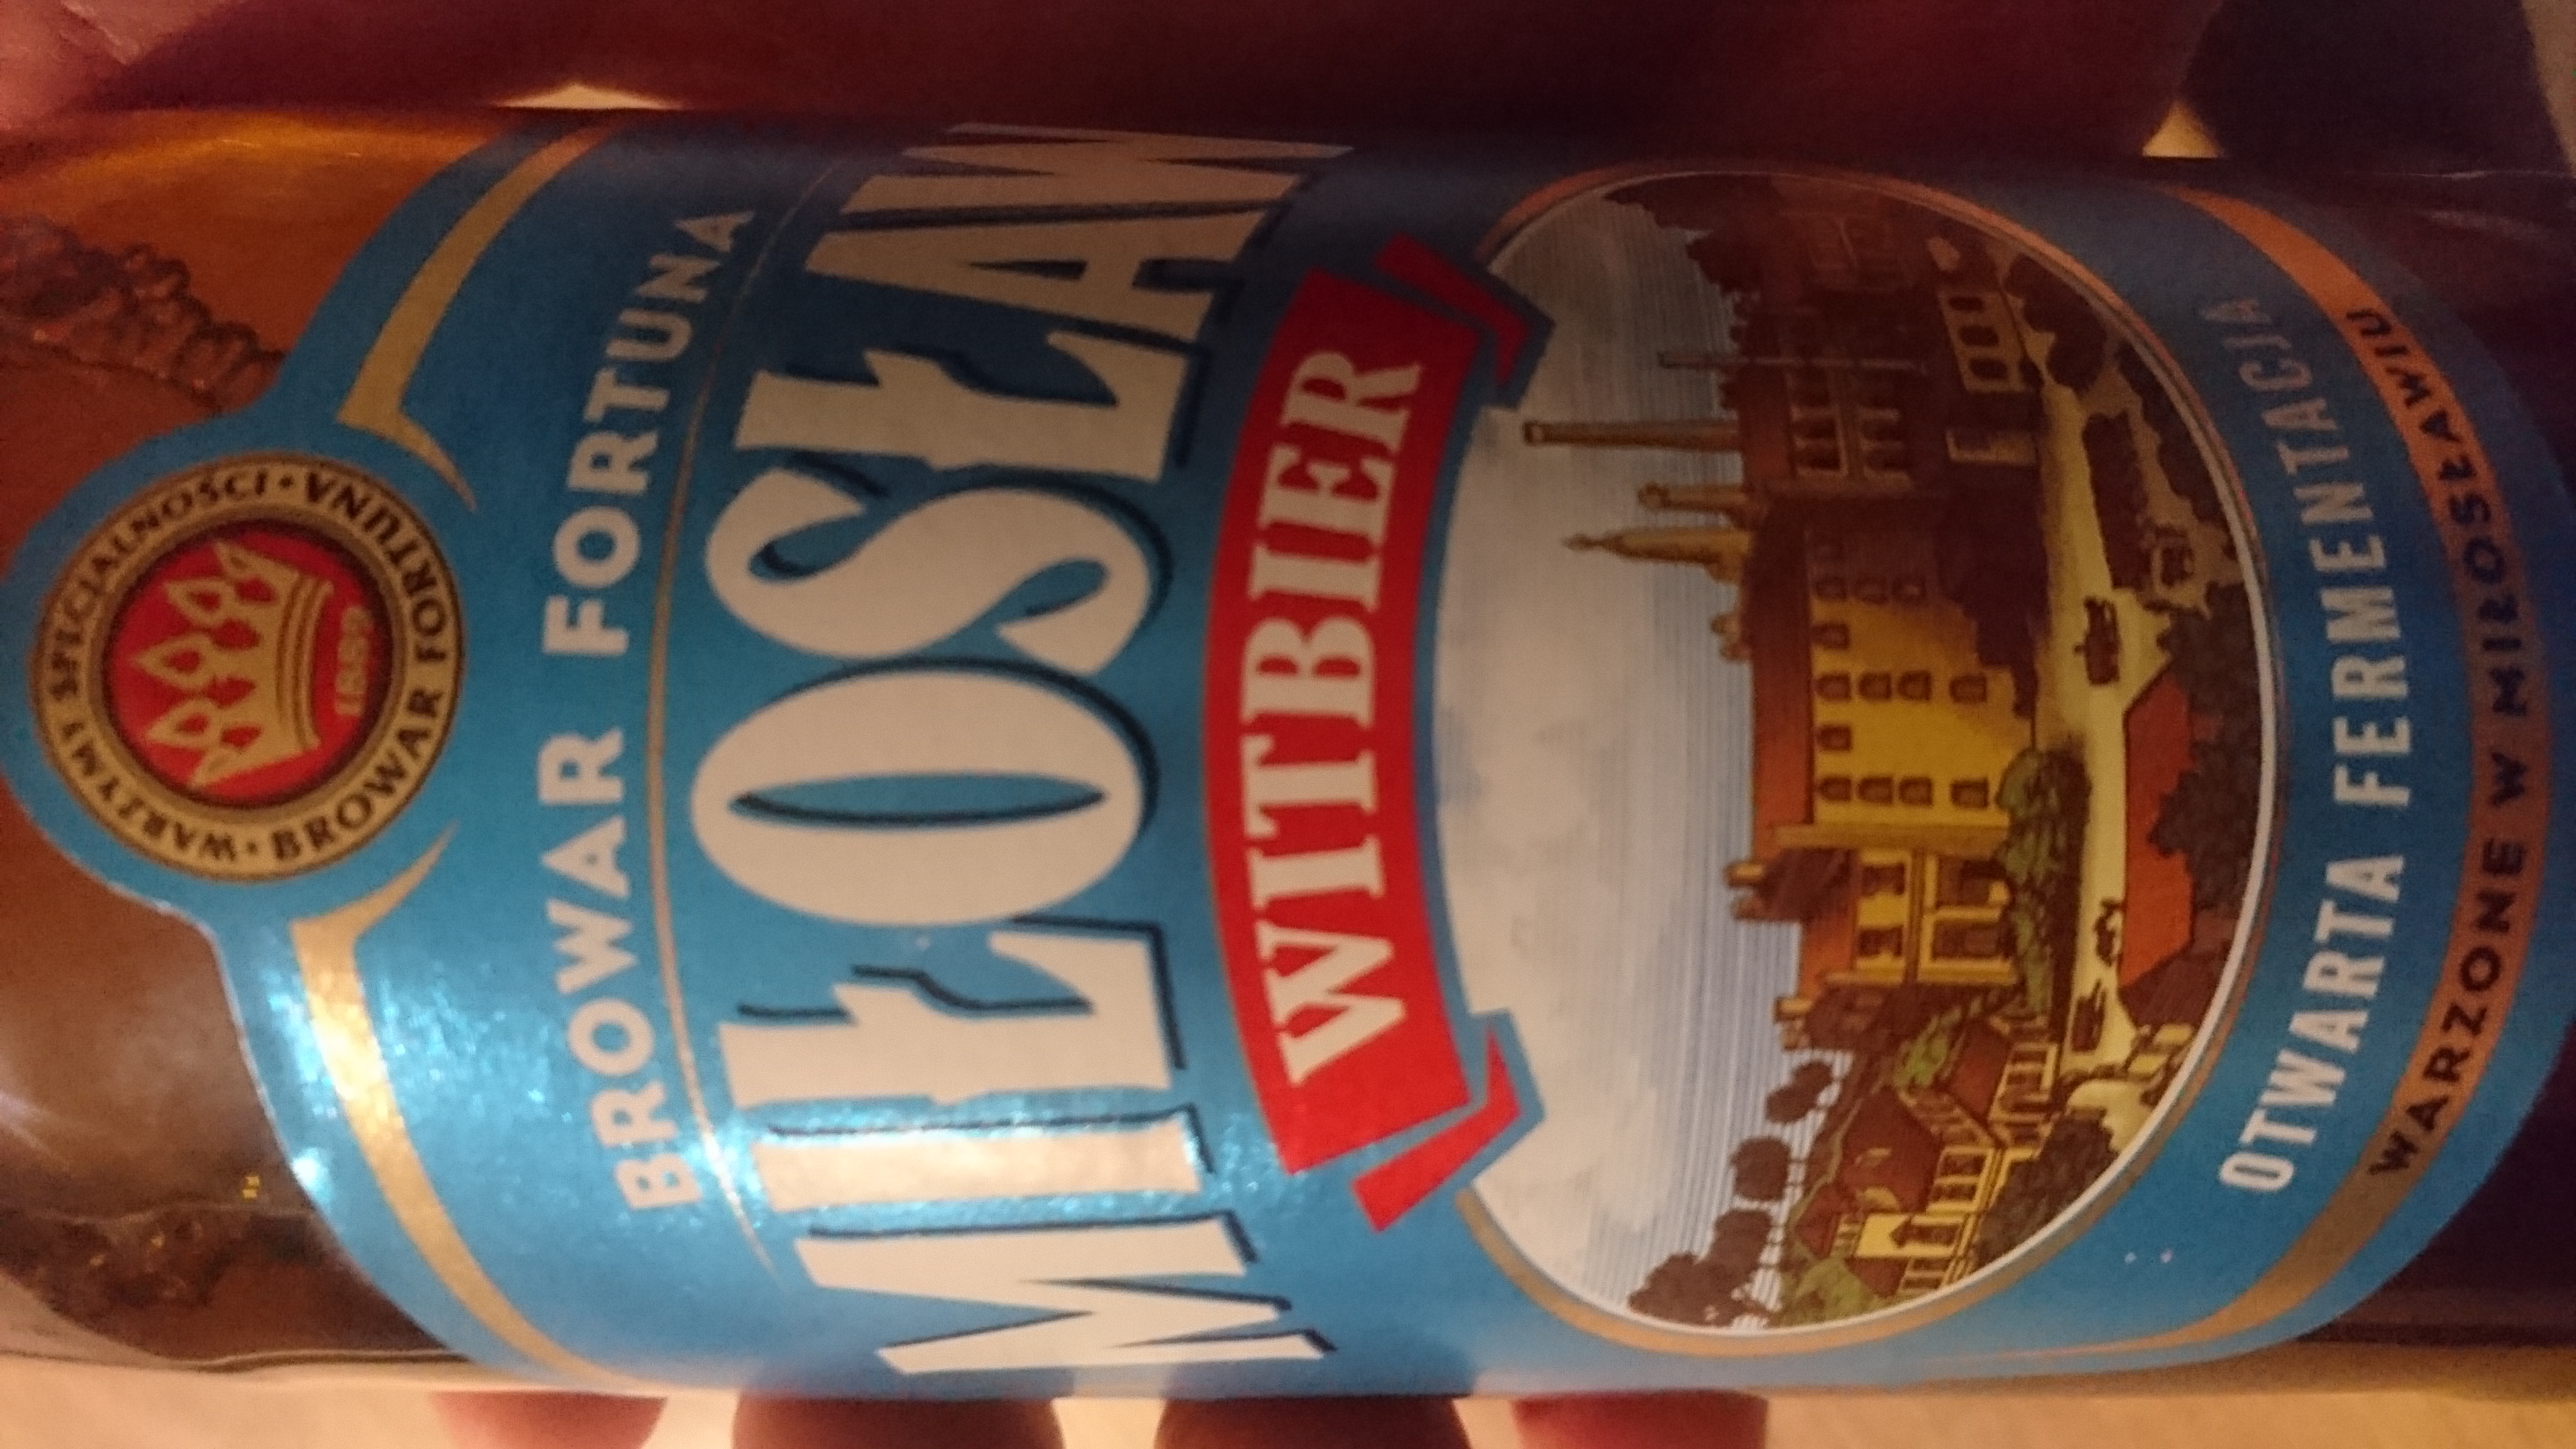 • WARZYMY SPECJALNOŚCI •
1889
BROWAR FORTUNA
BROWAR FORTUNA
MIŁOSŁAW
WITBIER
OTWARTA FERMENTACJA
WARZONE W MIŁOSŁAWIU